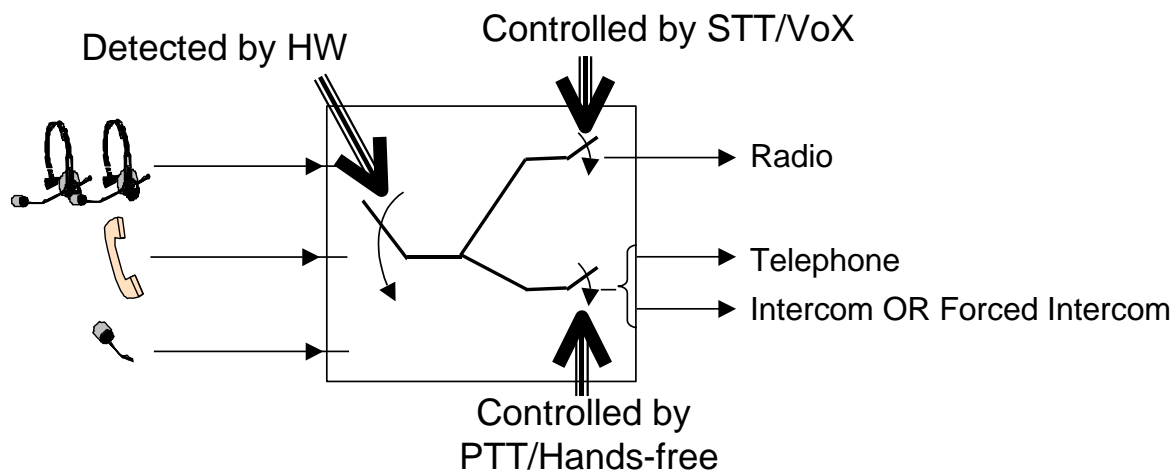 Controlled by STT/VoX
Detected by HW
Radio
Telephone
Intercom OR Forced Intercom
Controlled by
PTT/Hands-free